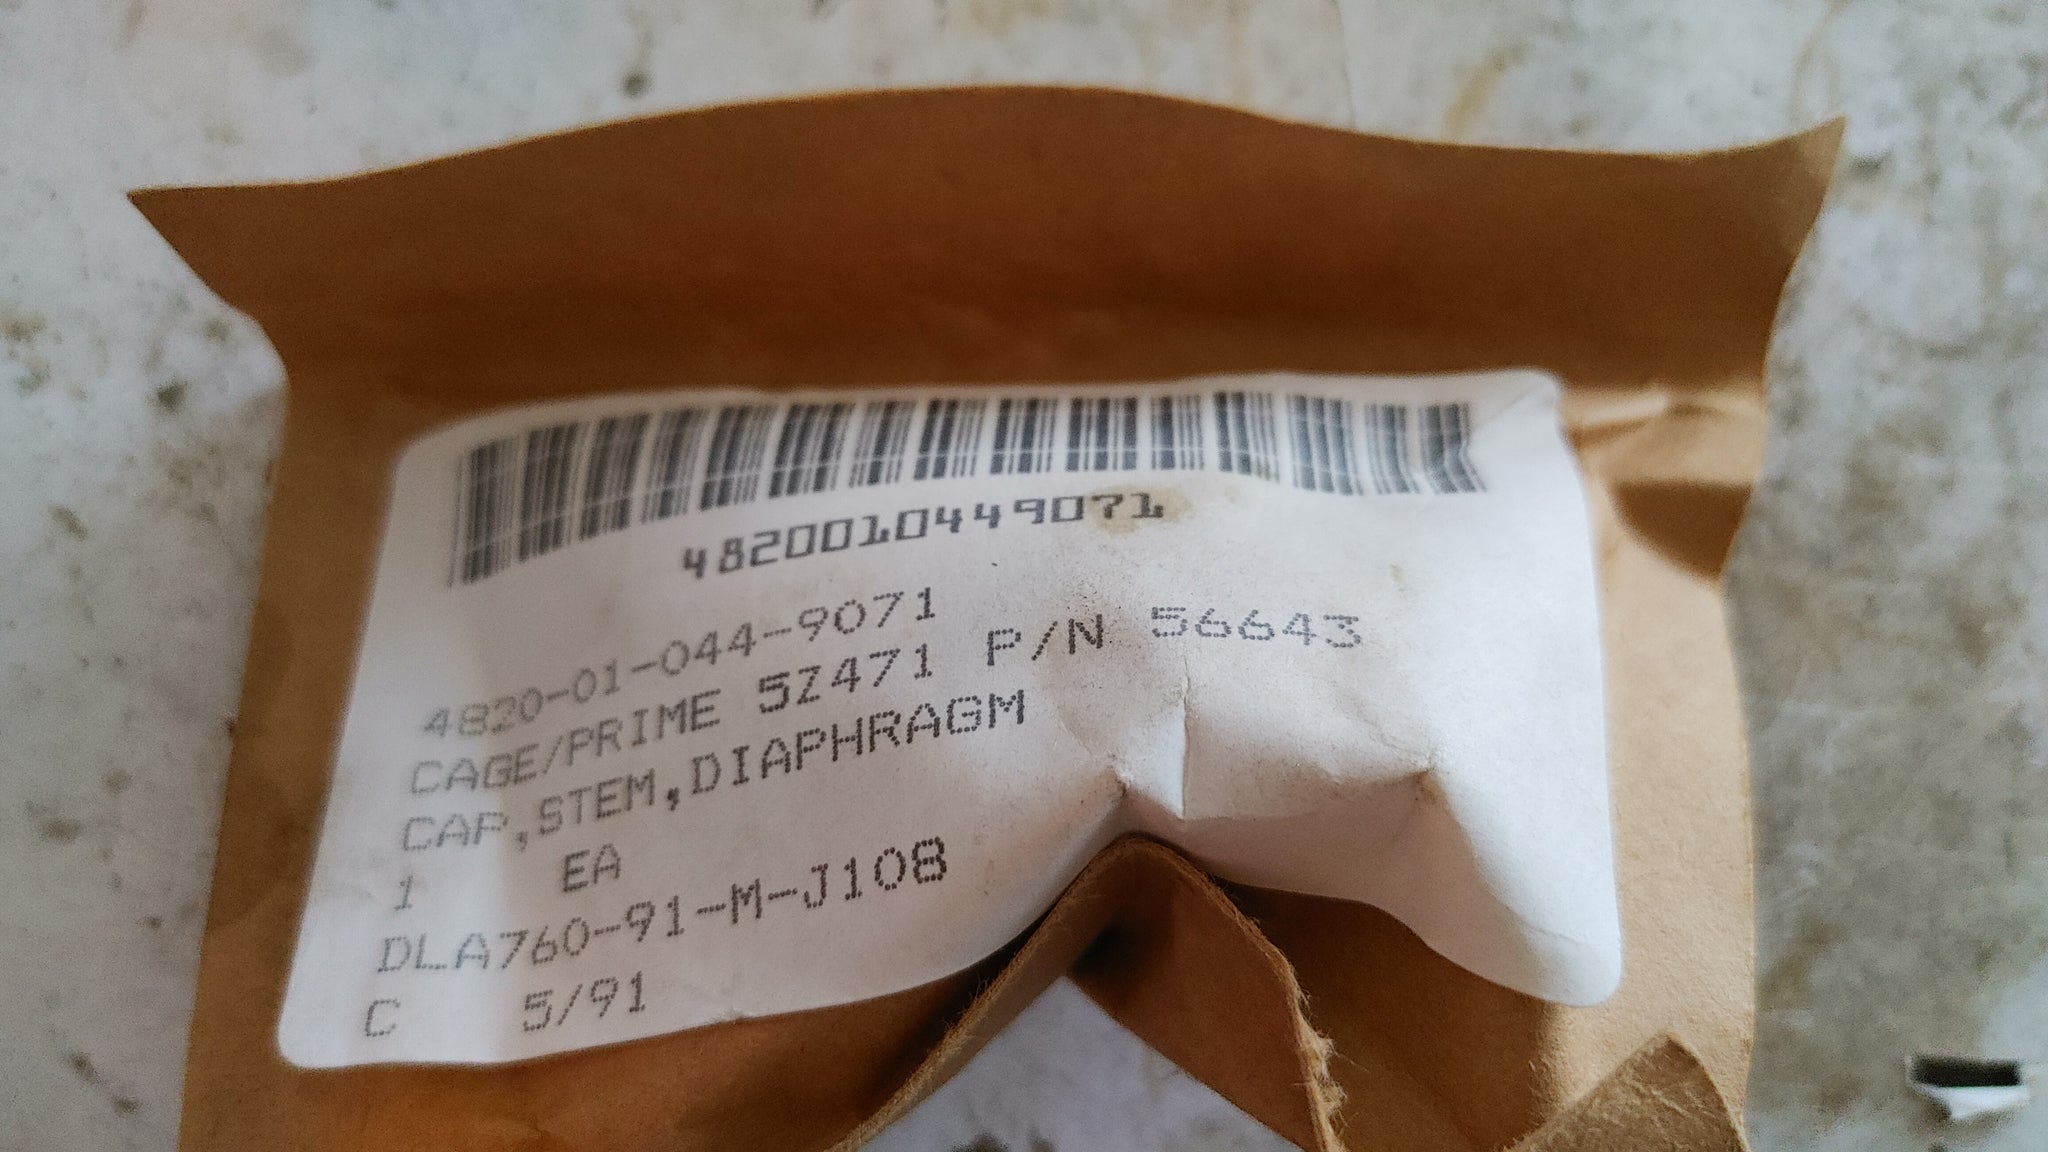 4820010449071
4820-01-044-9071
CAGE/PRIME 5Z471 P/N 56643
CAP,STEM,DIAPHRAGM
1 EA
DLA760-91-M-J108
C 5/91